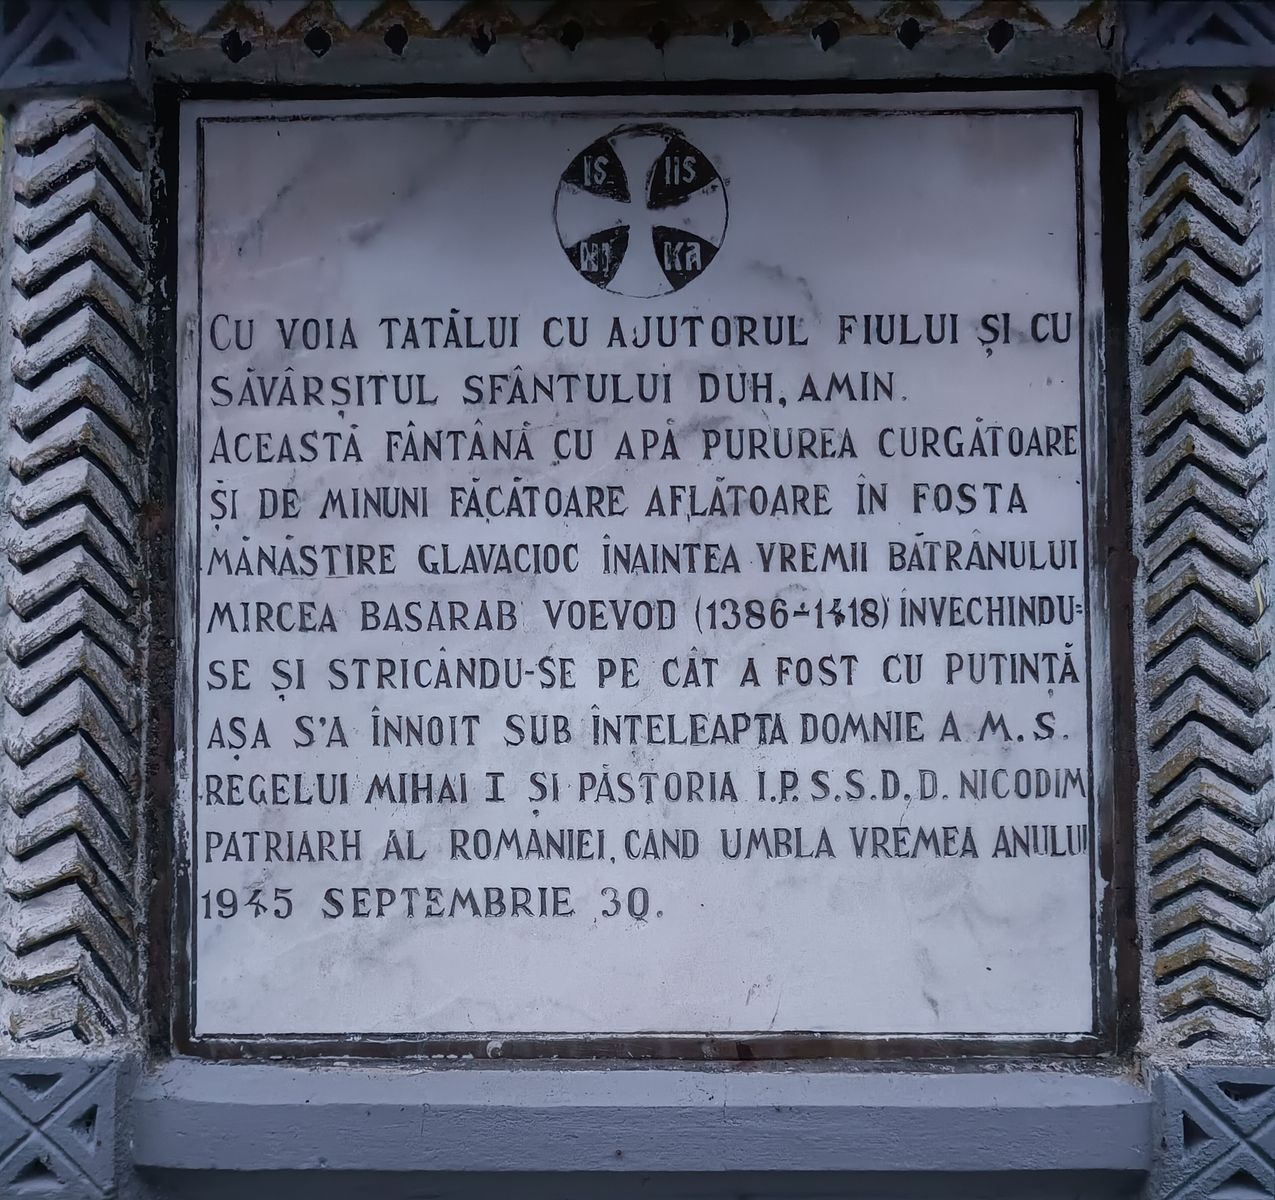 IS IIS
NI KA
CU VOIA TATĂLUI CU AJUTORUL FIULUI ȘI CU
SĂVÂRȘITUL SFÂNTULUI DUH, AMIN.
ACEASTĂ FÂNTÂNĂ CU APĂ PURUREA CURGĂTOARE
ȘI DE MINUNI FĂCĂTOARE AFLĂTOARE ÎN FOSTA
MÂNĂSTIRE GLAVACIOC ÎNAINTEA VREMII BĂTRÂNULUI
MIRCEA BASARAB VOEVOD (1386-1418) ÎNVECHINDU-
SE ȘI STRICÂNDU-SE PE CÂT A FOST CU PUTINȚĂ
AȘA S'A ÎNNOIT SUB ÎNTELEAPTA DOMNIE A M.S.
REGELUI MIHAI I ȘI PĂSTORIA I.P.S.S.D.D. NICODIM
PATRIARH AL ROMÂNIEI, CÂND UMBLA VREMEA ANULUI
1945 SEPTEMBRIE 30.